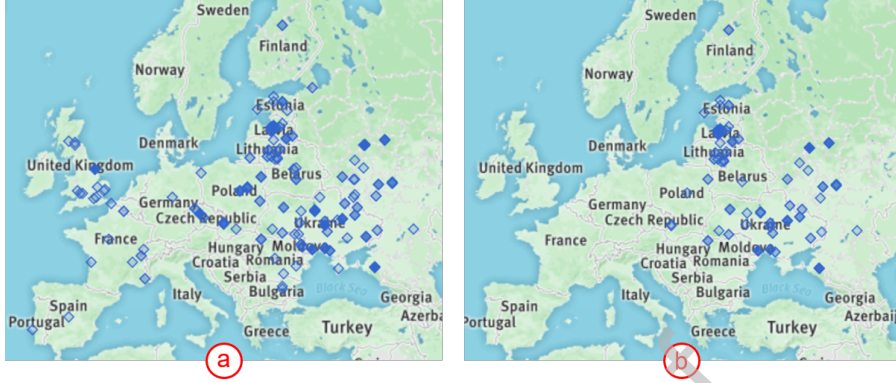 Sweden
Finland
Norway
Estonia
Latvia
Denmark
Lithuania
United Kingdom
Belarus
Poland
Germany
Czech Republic
Ukraine
France
Hungary
Moldova
Croatia
Romania
Serbia
Bulgaria
Italy
Spain
Portugal
Georgia
Azerba
Greece
Turkey
Black Sea
a
Sweden
Finland
Norway
Estonia
Latvia
Denmark
Lithuania
United Kingdom
Belarus
Poland
Germany
Czech Republic
Ukraine
France
Hungary
Moldova
Croatia
Romania
Serbia
Bulgaria
Black Sea
Italy
Spain
Portugal
Georgia
Azerbaij
Greece
Turkey
b